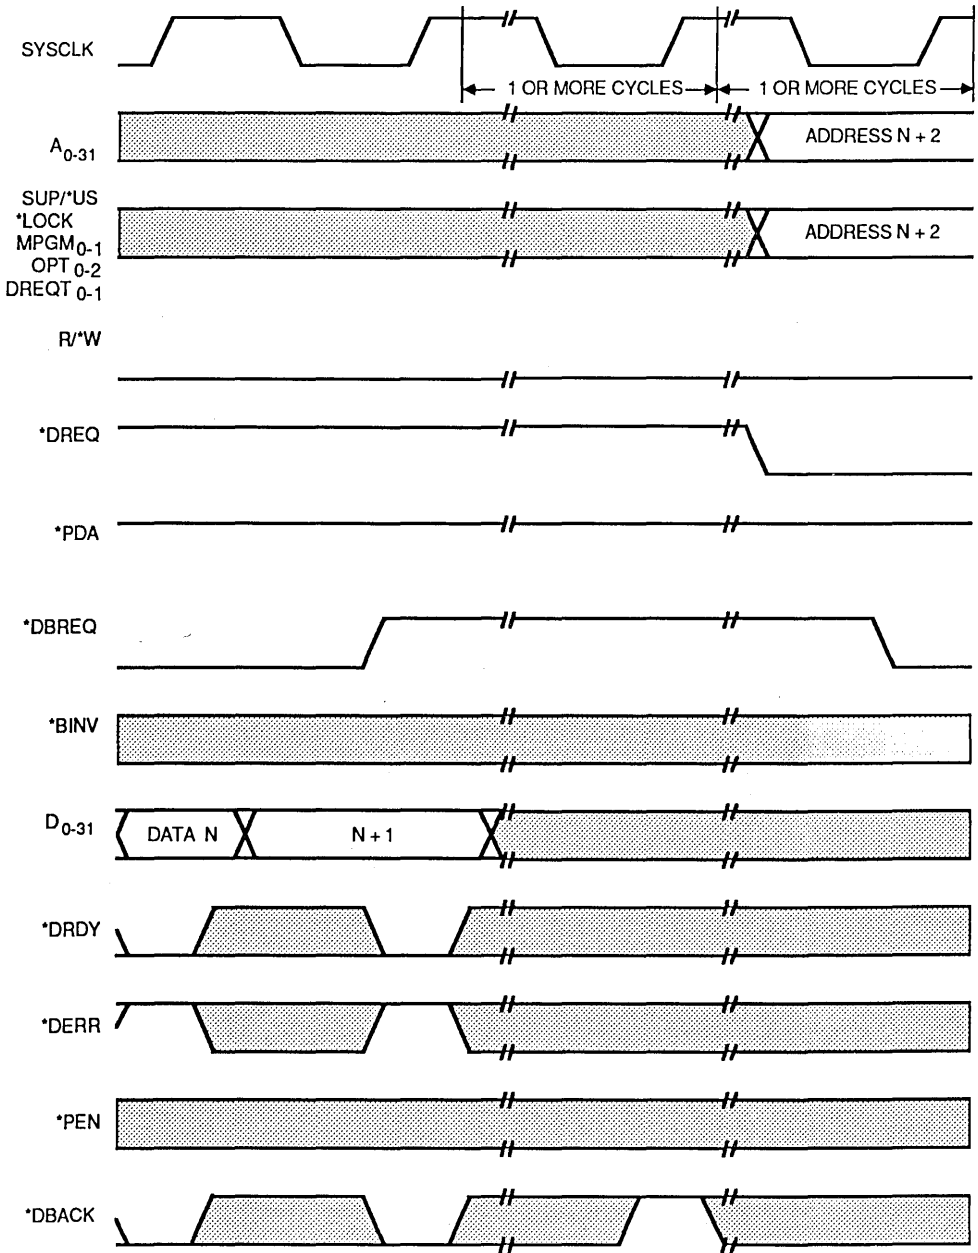 SYSCLK
1 OR MORE CYCLES
1 OR MORE CYCLES
A0-31
ADDRESS N + 2
SUP/*US
*LOCK
MPGM0-1
OPT0-2
DREQT0-1
ADDRESS N + 2
R/*W
*DREQ
*PDA
*DBREQ
*BINV
D0-31
DATA N
N + 1
*DRDY
*DERR
*PEN
*DBACK